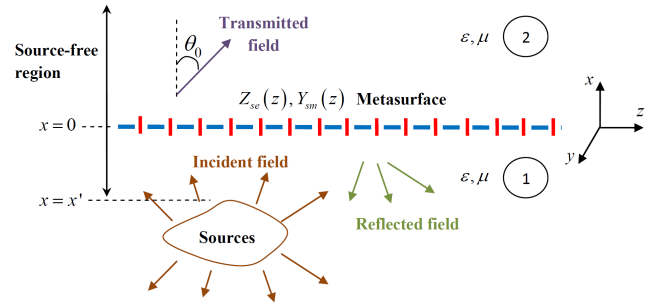 Source-free
region
Transmitted
field
θ₀
ε, μ 2
Z_se(z), Y_sm(z) Metasurface
x = 0
x
z
y
Incident field
ε, μ 1
x = x'
Sources
Reflected field